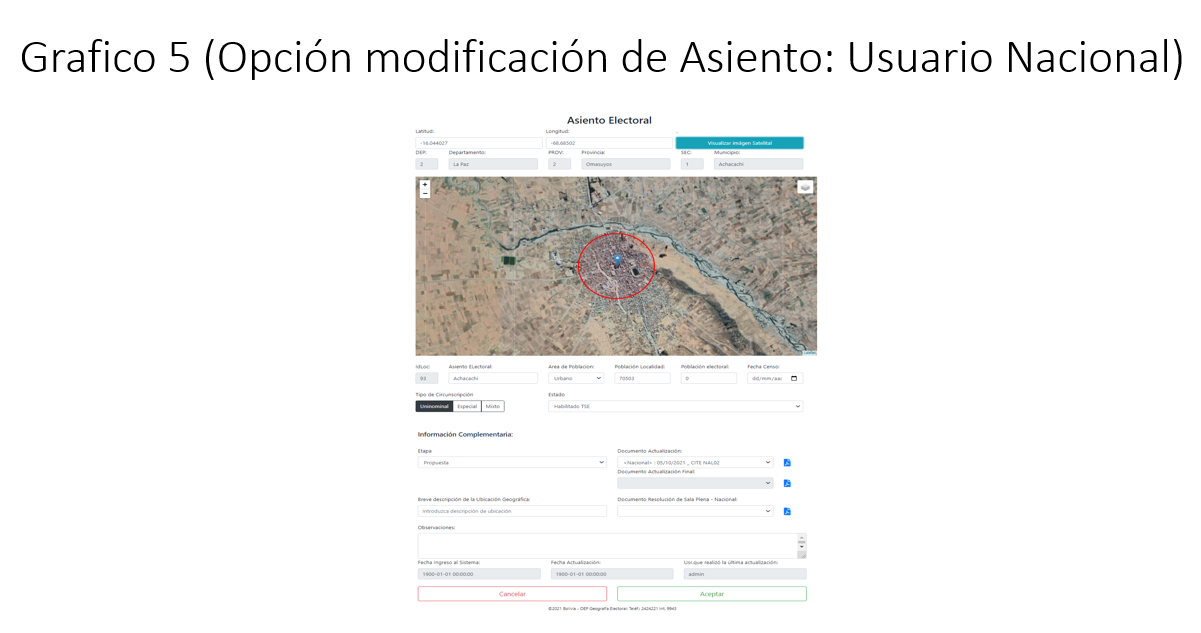 Grafico 5 (Opción modificación de Asiento: Usuario Nacional)
Asiento Electoral
Latitud: Longitud:
-16.044027 -68.68502 Visualizar imágen Satelital
DEP: Departamento: PROV: Provincia: SEC: Municipio:
2 La Paz 2 Omasuyos 1 Achacachi
+
−
Leaflet
IdLoc: Asiento ELectoral: Area de Poblacion: Población Localidad: Población electoral: Fecha Censo:
93 Achacachi Urbano 70503 0 dd/mm/aaaa
Tipo de Circunscripción Estado
Uninominal Especial Mixto Habilitado TSE
Información Complementaria:
Etapa Documento Actualización:
Propuesta <Nacional> : 05/10/2021 _ CITE NAL02
Documento Actualización Final:
Breve descripción de la Ubicación Geográfica: Documento Resolución de Sala Plena - Nacional:
Introduzca descripción de ubicación
Observaciones:
Fecha Ingreso al Sistema: Fecha Actualización: Usr.que realizó la última actualización:
1900-01-01 00:00:00 1900-01-01 00:00:00 admin
Cancelar Aceptar
©2021 Bolivia - OEP Geografía Electoral: Teléf.: 2424221 Int. 9943